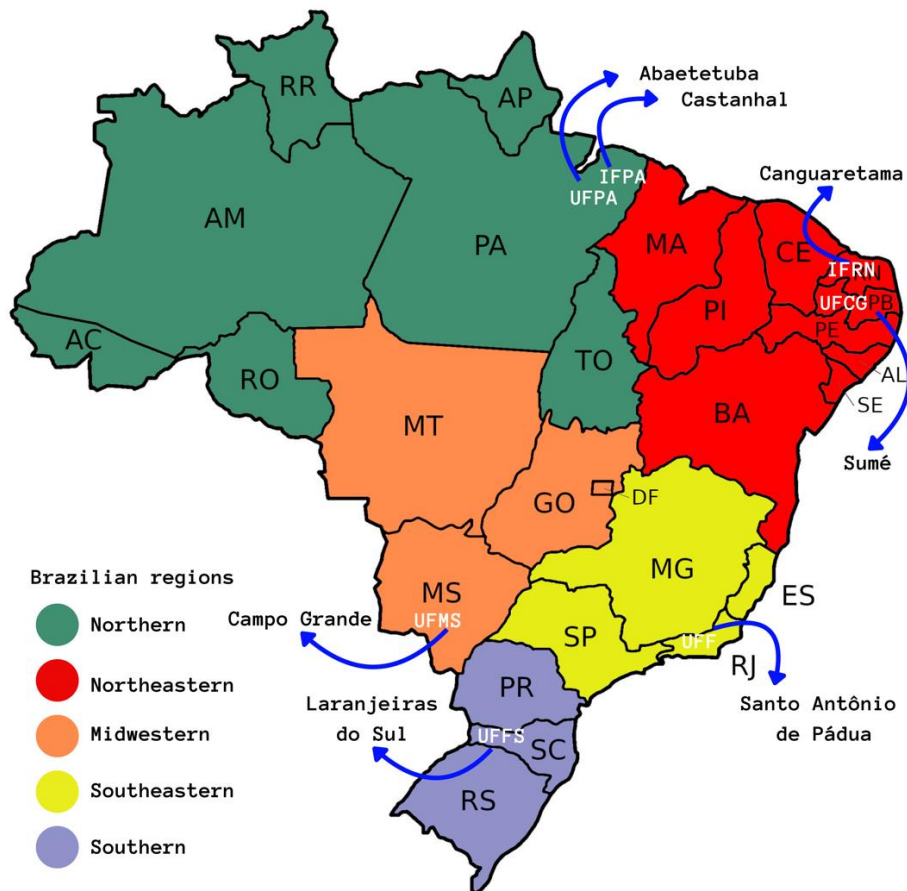 Abaetetuba
Castanhal
RR
AP
IFPA
UFPA
Canguaretama
AM
PA
MA
CE
IFRN
RN
UFCG
PB
PI
PE
AC
RO
TO
AL
SE
BA
MT
Sumé
GO
DF
MG
Brazilian regions
MS
ES
Northern
Campo Grande
UFMS
SP
UFF
RJ
Northeastern
PR
Laranjeiras
do Sul
Santo Antônio
de Pádua
Midwestern
UFFS
SC
Southeastern
RS
Southern